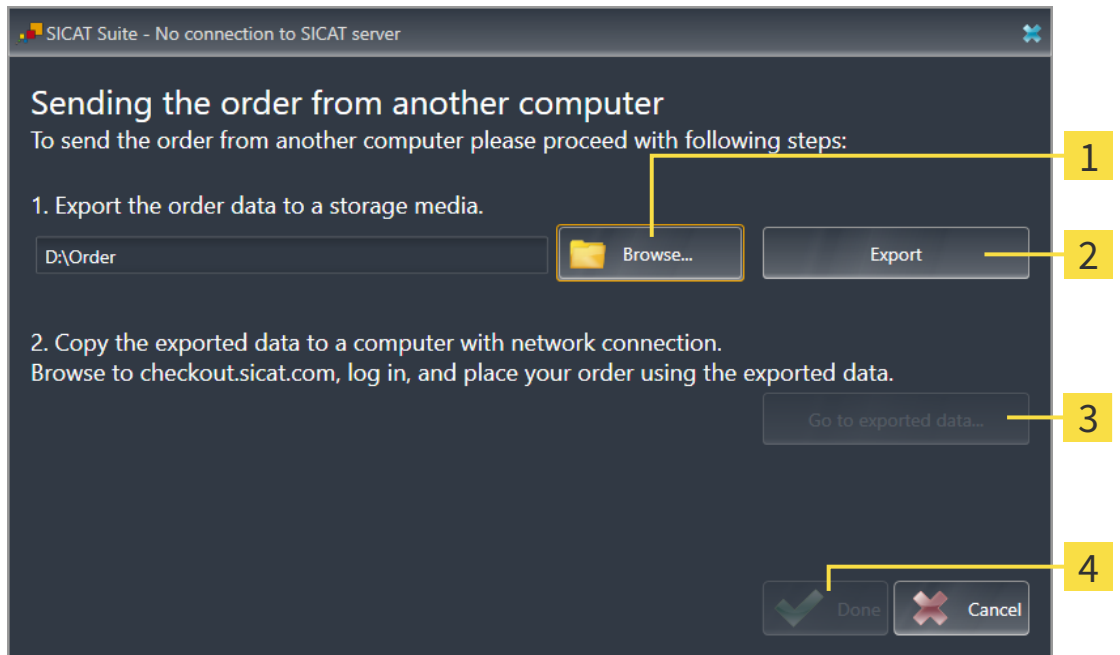 SICAT Suite - No connection to SICAT server
Sending the order from another computer
To send the order from another computer please proceed with following steps:
1
1. Export the order data to a storage media.
D:\Order
Browse...
Export
2
2. Copy the exported data to a computer with network connection.
Browse to checkout.sicat.com, log in, and place your order using the exported data.
Go to exported data...
3
4
Done
Cancel